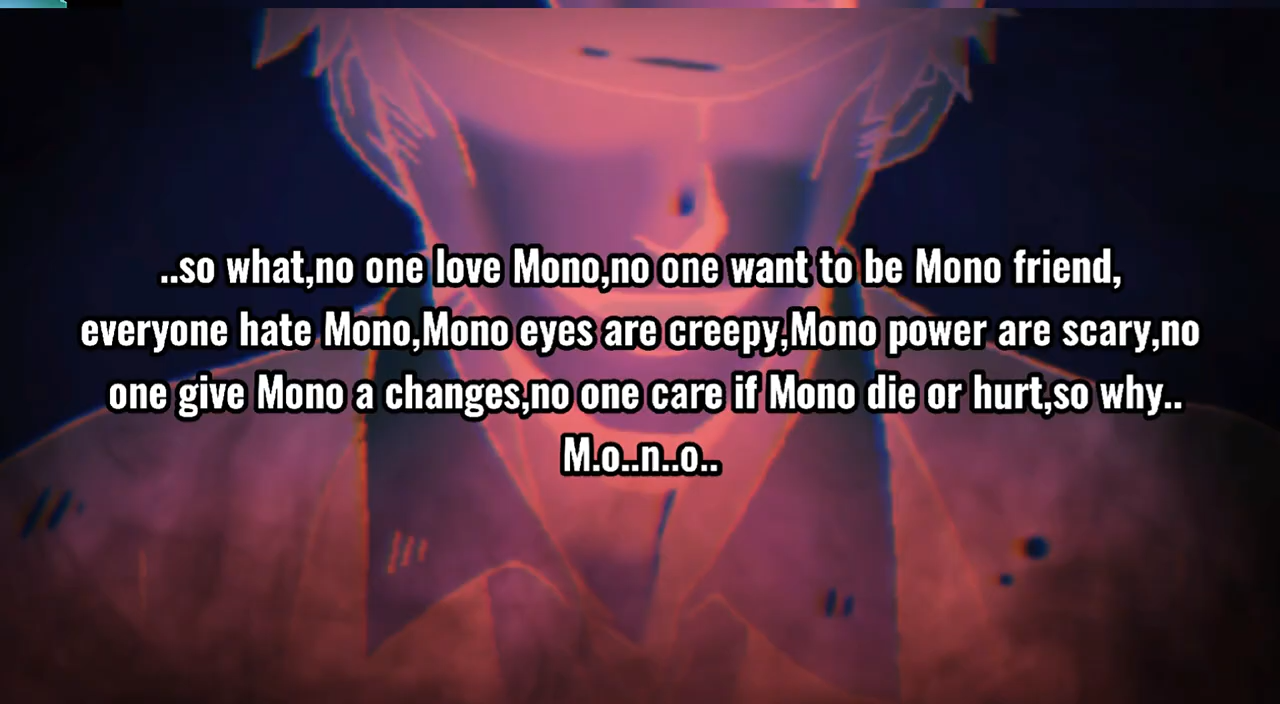 ..so what,no one love Mono,no one want to be Mono friend,
everyone hate Mono,Mono eyes are creepy,Mono power are scary,no
one give Mono a changes,no one care if Mono die or hurt,so why..
M.o..n..o..